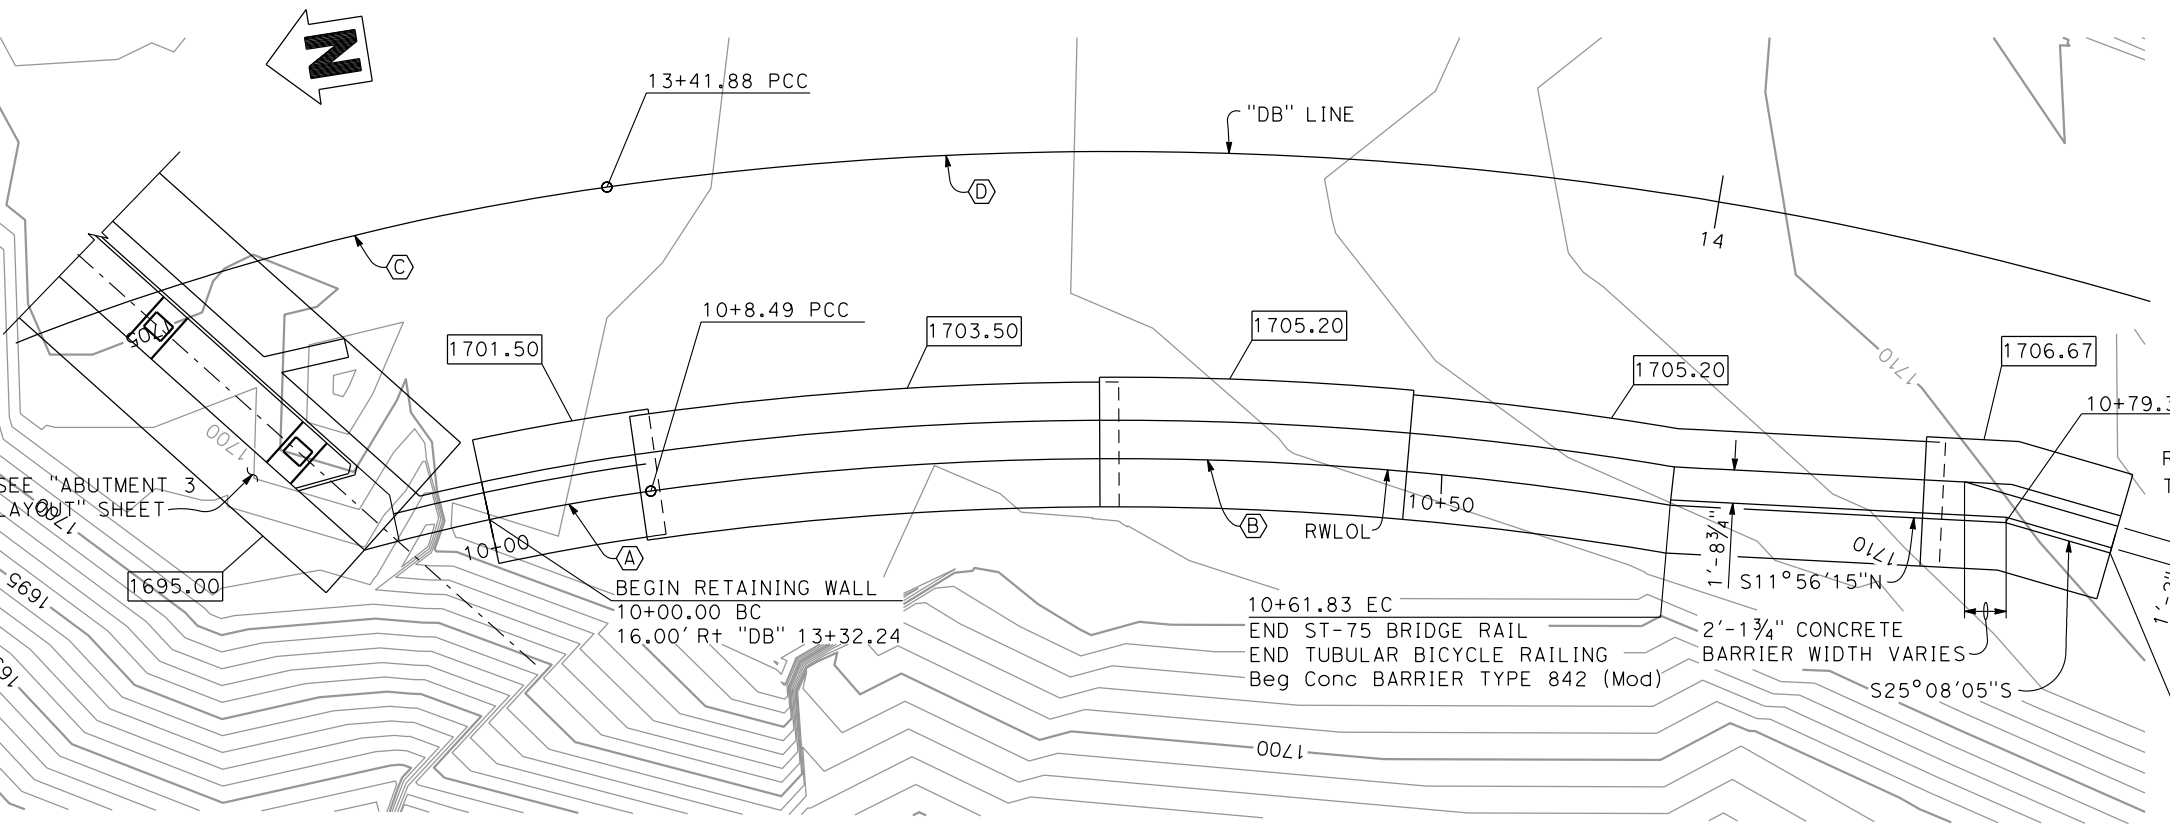 N
13+41.88 PCC
"DB" LINE
D
14
C
10+8.49 PCC
1701.50
1703.50
1705.20
1705.20
1706.67
1710
10+79.3
1700
SEE "ABUTMENT 3
LAYOUT" SHEET
1700
1695.00
1695
10+00
A
BEGIN RETAINING WALL
10+00.00 BC
16.00' Rt "DB" 13+32.24
B
RWLOL
10+50
1'-8¾"
1710
S11°56'15"N
10+61.83 EC
END ST-75 BRIDGE RAIL
END TUBULAR BICYCLE RAILING
Beg Conc BARRIER TYPE 842 (Mod)
2'-1¾" CONCRETE
BARRIER WIDTH VARIES
S25°08'05"S
1700